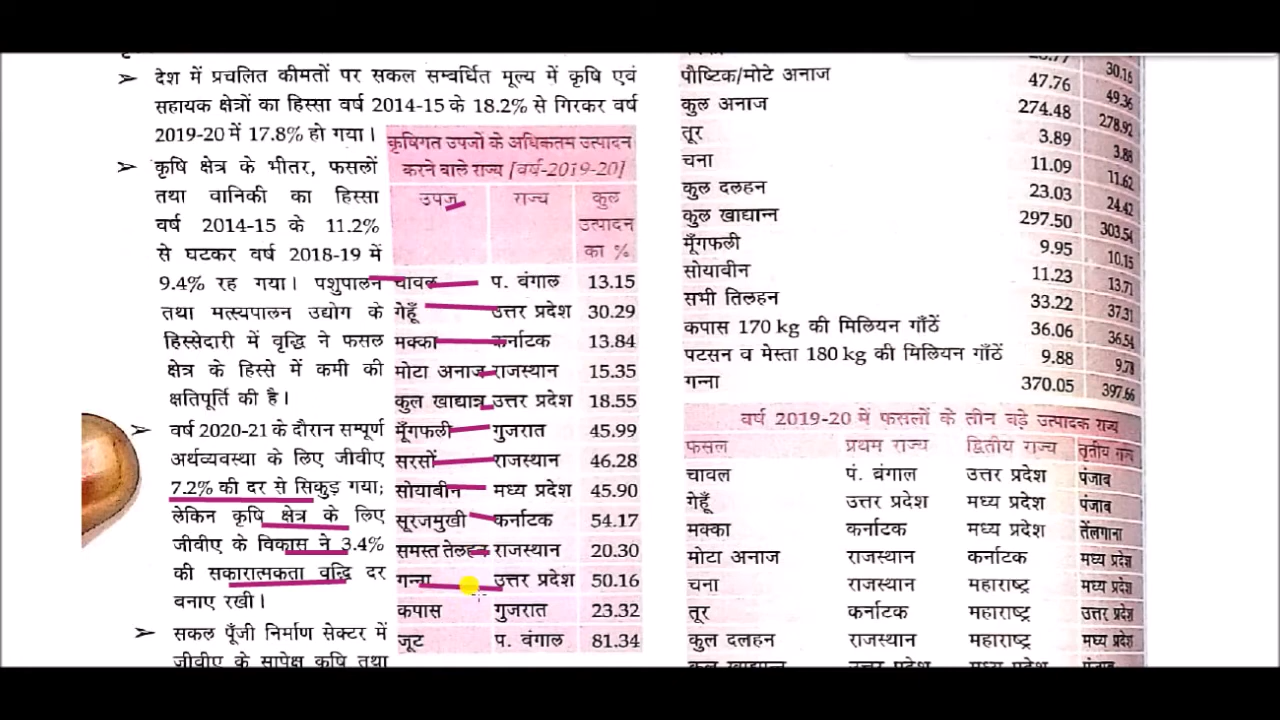 ➢ देश में प्रचलित कीमतों पर सकल सम्वर्धित मूल्य में कृषि एवं
सहायक क्षेत्रों का हिस्सा वर्ष 2014-15 के 18.2% से गिरकर वर्ष
2019-20 में 17.8% हो गया।
➢ कृषि क्षेत्र के भीतर, फसलों
तथा वानिकी का हिस्सा
वर्ष 2014-15 के 11.2%
से घटकर वर्ष 2018-19 में
9.4% रह गया। पशुपालन
तथा मत्स्यपालन उद्योग के
हिस्सेदारी में वृद्धि ने फसल
क्षेत्र के हिस्से में कमी की
क्षतिपूर्ति की है।
➢ वर्ष 2020-21 के दौरान सम्पूर्ण
अर्थव्यवस्था के लिए जीवीए
7.2% की दर से सिकुड़ गया;
लेकिन कृषि क्षेत्र के लिए
जीवीए के विकास ने 3.4%
की सकारात्मकता वृद्धि दर
बनाए रखी।
➢ सकल पूँजी निर्माण सेक्टर में
जीवीए के सापेक्ष कृषि तथा
कृषिगत उपजों के अधिकतम उत्पादन
करने वाले राज्य [वर्ष-2019-20]
उपज राज्य कुल
उत्पादन
का %
चावल प. बंगाल 13.15
गेहूँ उत्तर प्रदेश 30.29
मक्का कर्नाटक 13.84
मोटा अनाज राजस्थान 15.35
कुल खाद्यान्न उत्तर प्रदेश 18.55
मूँगफली गुजरात 45.99
सरसों राजस्थान 46.28
सोयाबीन मध्य प्रदेश 45.90
सूरजमुखी कर्नाटक 54.17
समस्त तेलहन राजस्थान 20.30
गन्ना उत्तर प्रदेश 50.16
कपास गुजरात 23.32
जूट प. बंगाल 81.34
30.16
पौष्टिक/मोटे अनाज 47.76 49.36
कुल अनाज 274.48 278.92
तूर 3.89 3.88
चना 11.09 11.62
कुल दलहन 23.03 24.42
कुल खाद्यान्न 297.50 303.54
मूँगफली 9.95 10.15
सोयाबीन 11.23 13.71
सभी तिलहन 33.22 37.31
कपास 170 kg की मिलियन गाँठें 36.06 36.54
पटसन व मेस्ता 180 kg की मिलियन गाँठें 9.88 9.78
गन्ना 370.05 397.66
वर्ष 2019-20 में फसलों के तीन बड़े उत्पादक राज्य
फसल प्रथम राज्य द्वितीय राज्य तृतीय राज्य
चावल पं. बंगाल उत्तर प्रदेश पंजाब
गेहूँ उत्तर प्रदेश मध्य प्रदेश पंजाब
मक्का कर्नाटक मध्य प्रदेश तेंलगाना
मोटा अनाज राजस्थान कर्नाटक मध्य प्रदेश
चना राजस्थान महाराष्ट्र मध्य प्रदेश
तूर कर्नाटक महाराष्ट्र उत्तर प्रदेश
कुल दलहन राजस्थान महाराष्ट्र मध्य प्रदेश